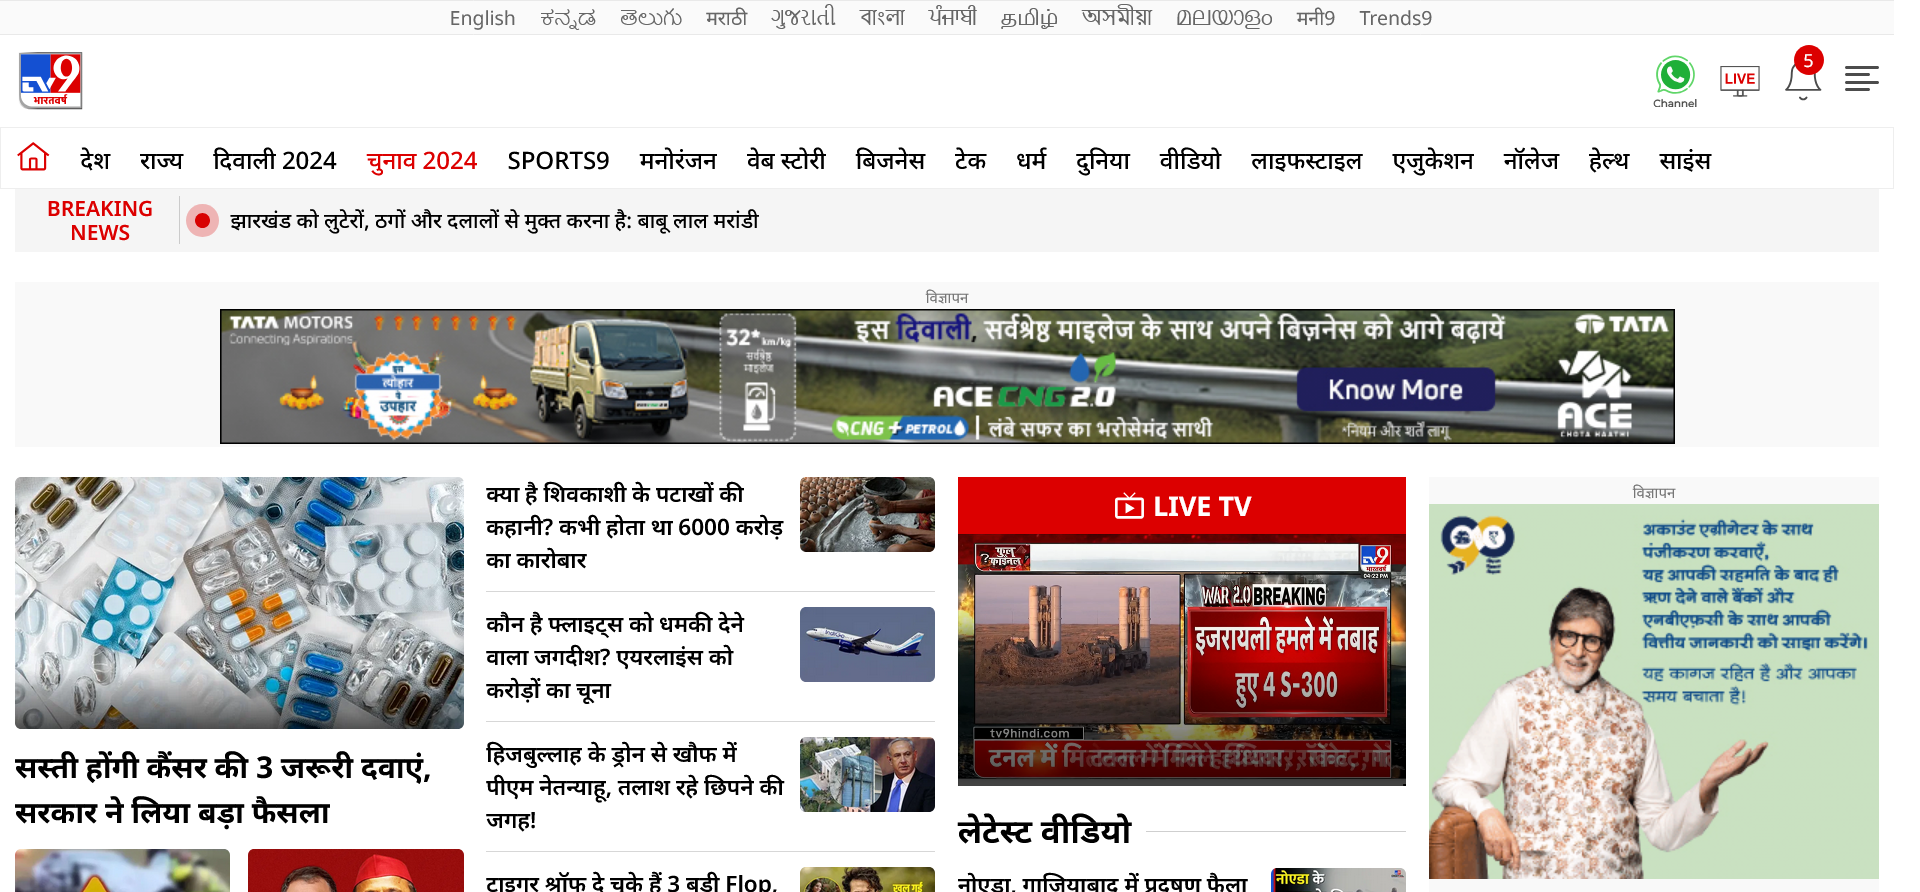 English ಕನ್ನಡ తెలుగు मराठी ગુજરાતી বাংলা ਪੰਜਾਬੀ தமிழ் অসমীয়া മലയാളം मनी9 Trends9
TV9
भारतवर्ष
Channel
LIVE
5
देश राज्य दिवाली 2024 चुनाव 2024 SPORTS9 मनोरंजन वेब स्टोरी बिजनेस टेक धर्म दुनिया वीडियो लाइफस्टाइल एजुकेशन नॉलेज हेल्थ साइंस
BREAKING
NEWS
झारखंड को लुटेरों, ठगों और दलालों से मुक्त करना है: बाबू लाल मरांडी
विज्ञापन
TATA MOTORS
Connecting Aspirations
इस
त्योहार
पे
उपहार
32* km/kg
सर्वश्रेष्ठ
माइलेज
इस दिवाली, सर्वश्रेष्ठ माइलेज के साथ अपने बिज़नेस को आगे बढ़ायें
ACE CNG 2.0
CNG + PETROL लंबे सफर का भरोसेमंद साथी
Know More
*नियम और शर्तें लागू
TATA
ACE
CHOTA HAATHI
सस्ती होंगी कैंसर की 3 जरूरी दवाएं,
सरकार ने लिया बड़ा फैसला
क्या है शिवकाशी के पटाखों की
कहानी? कभी होता था 6000 करोड़
का कारोबार
कौन है फ्लाइट्स को धमकी देने
वाला जगदीश? एयरलाइंस को
करोड़ों का चूना
हिजबुल्लाह के ड्रोन से खौफ में
पीएम नेतन्याहू, तलाश रहे छिपने की
जगह!
टाइगर श्रॉफ दे चुके हैं 3 बड़ी Flop,
LIVE TV
फुल
फाइनल
TV9
भारतवर्ष
04:22 PM
WAR 2.0 BREAKING
इजरायली हमले में तबाह
हुए 4 S-300
tv9hindi.com
टनल में
लेटेस्ट वीडियो
नोएडा, गाजियाबाद में प्रदूषण फैला
नोएडा के
विज्ञापन
अकाउंट एग्रीगेटर के साथ
पंजीकरण करवाएँ,
यह आपकी सहमति के बाद ही
ऋण देने वाले बैंकों और
एनबीएफ़सी के साथ आपकी
वित्तीय जानकारी को साझा करेंगे।
यह कागज रहित है और आपका
समय बचाता है!